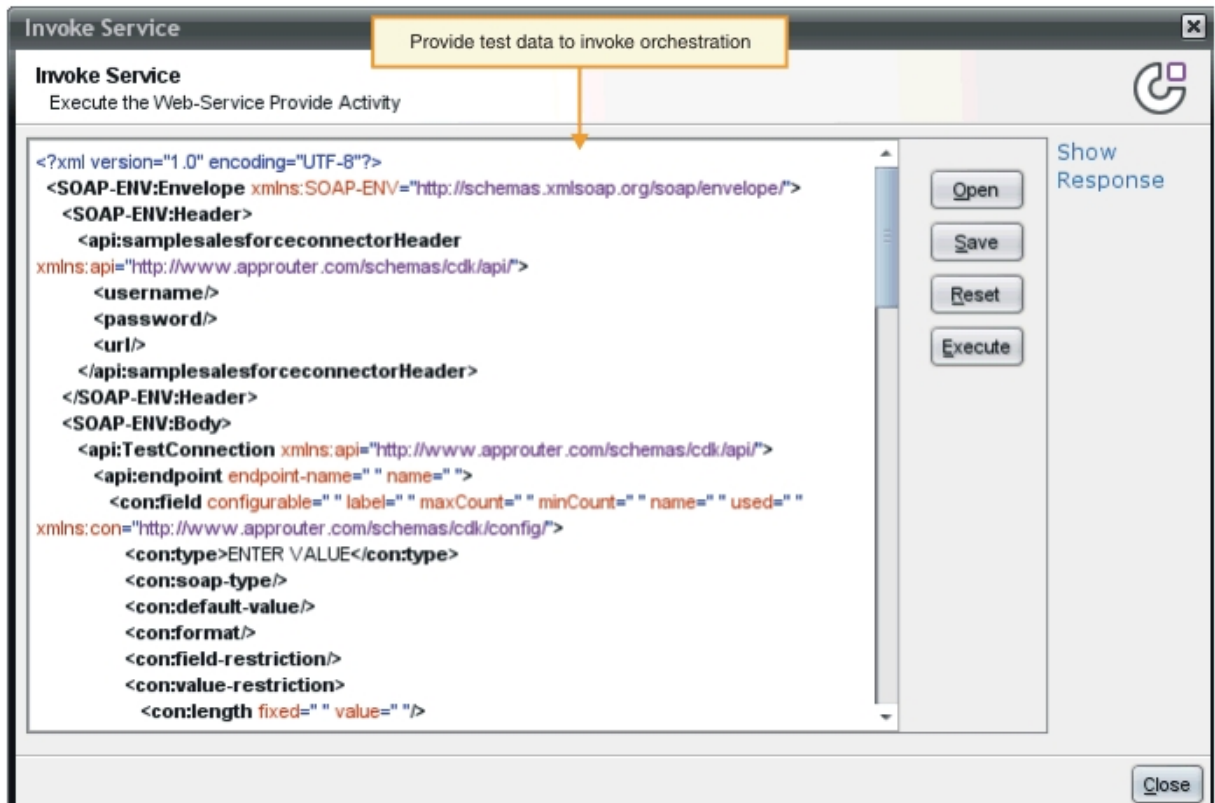 Invoke Service
Provide test data to invoke orchestration
Invoke Service
Execute the Web-Service Provide Activity
<?xml version="1.0" encoding="UTF-8"?>
<SOAP-ENV:Envelope xmlns:SOAP-ENV="http://schemas.xmlsoap.org/soap/envelope/">
<SOAP-ENV:Header>
<api:samplesalesforceconnectorHeader
xmlns:api="http://www.approuter.com/schemas/cdk/api/">
<username/>
<password/>
<url/>
</api:samplesalesforceconnectorHeader>
</SOAP-ENV:Header>
<SOAP-ENV:Body>
<api:TestConnection xmlns:api="http://www.approuter.com/schemas/cdk/api/">
<api:endpoint endpoint-name=" " name=" ">
<con:field configurable=" " label=" " maxCount=" " minCount=" " name=" " used=" "
xmlns:con="http://www.approuter.com/schemas/cdk/config/">
<con:type>ENTER VALUE</con:type>
<con:soap-type/>
<con:default-value/>
<con:format/>
<con:field-restriction/>
<con:value-restriction>
<con:length fixed=" " value=" "/>
Open
Save
Reset
Execute
Show
Response
Close